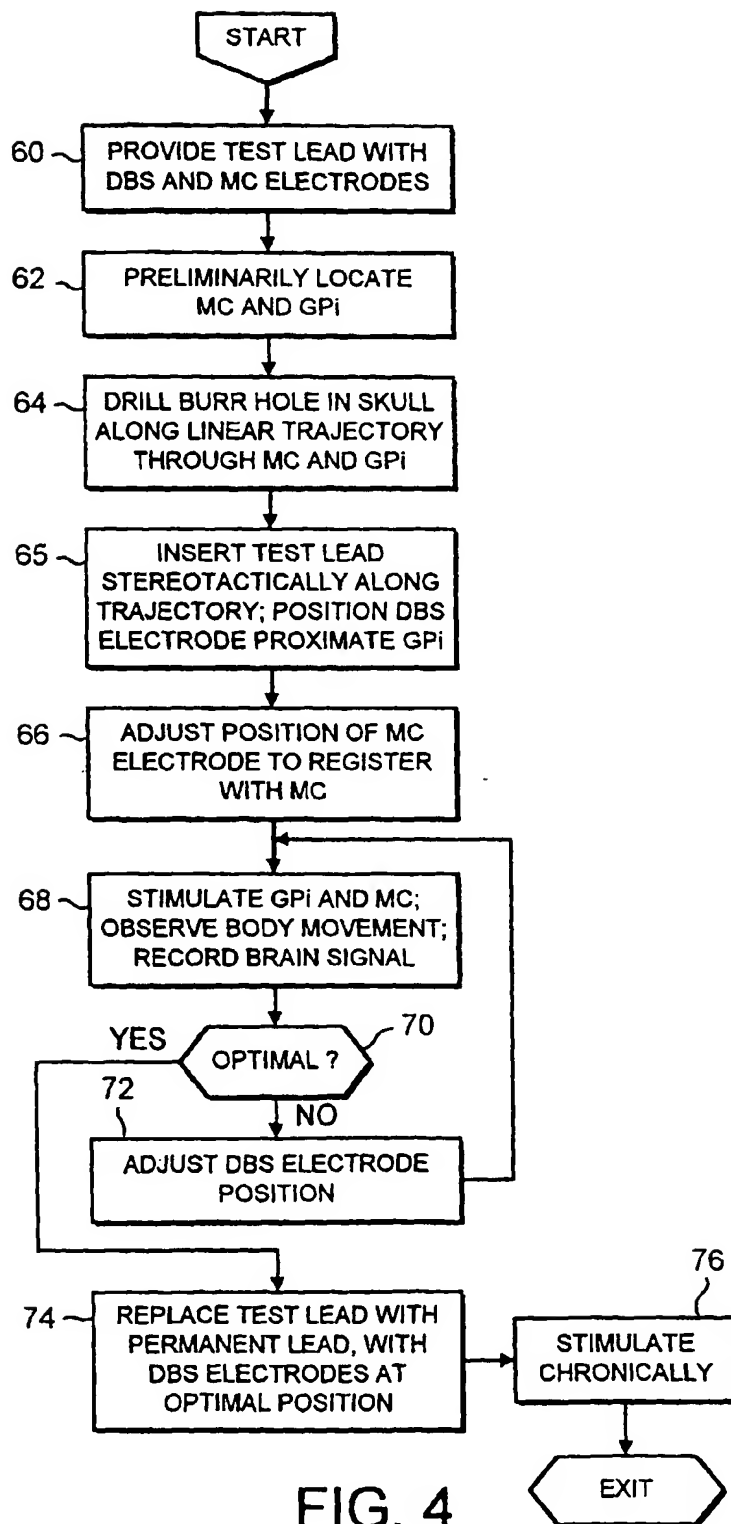 START
60
PROVIDE TEST LEAD WITH
DBS AND MC ELECTRODES
62
PRELIMINARILY LOCATE
MC AND GPi
64
DRILL BURR HOLE IN SKULL
ALONG LINEAR TRAJECTORY
THROUGH MC AND GPi
65
INSERT TEST LEAD
STEREOTACTICALLY ALONG
TRAJECTORY; POSITION DBS
ELECTRODE PROXIMATE GPi
66
ADJUST POSITION OF MC
ELECTRODE TO REGISTER
WITH MC
68
STIMULATE GPi AND MC;
OBSERVE BODY MOVEMENT;
RECORD BRAIN SIGNAL
70
YES
OPTIMAL ?
NO
72
ADJUST DBS ELECTRODE
POSITION
74
REPLACE TEST LEAD WITH
PERMANENT LEAD, WITH
DBS ELECTRODES AT
OPTIMAL POSITION
76
STIMULATE
CHRONICALLY
EXIT
FIG. 4